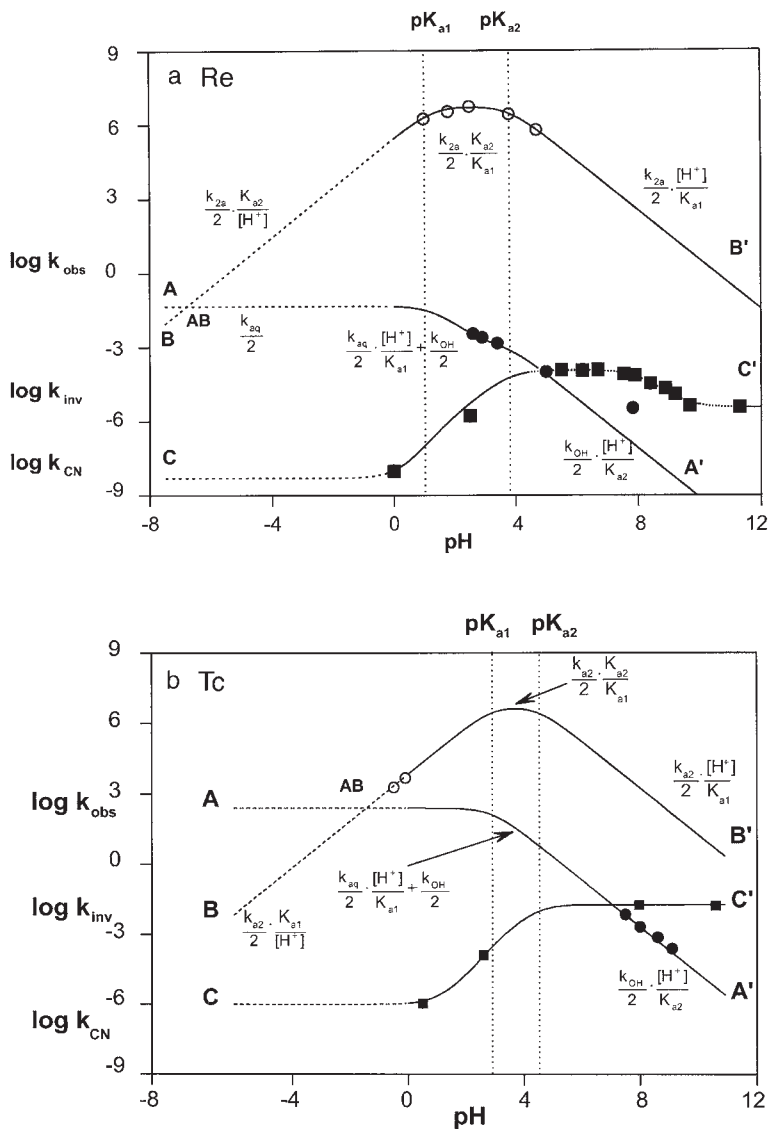 pKa1 pKa2
a Re
9
6
3
0
-3
-6
-9
log kobs
log kinv
log kCN
k2a/2 · Ka2/[H+]
k2a/2 · Ka2/Ka1
k2a/2 · [H+]/Ka1
B'
A
AB
B
kaq/2
kaq/2 · [H+]/Ka1 + kOH/2
C'
C
kOH/2 · [H+]/Ka2
A'
-8 -4 0 4 8 12
pH
pKa1 pKa2
b Tc
9
6
3
0
-3
-6
-9
log kobs
log kinv
log kCN
ka2/2 · Ka2/Ka1
AB
A
ka2/2 · [H+]/Ka1
B'
kaq/2 · [H+]/Ka1 + kOH/2
B
ka2/2 · Ka1/[H+]
C'
C
kOH/2 · [H+]/Ka2
A'
-8 -4 0 4 8 12
pH